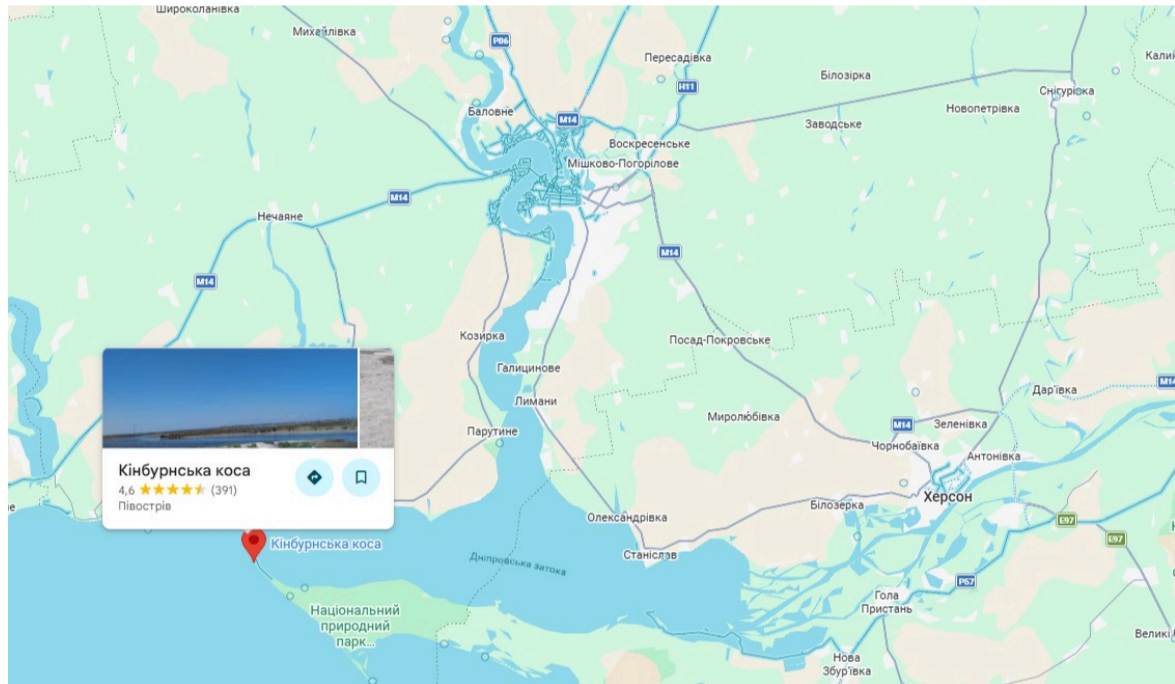 Широколанівка
Михайлівка
Р06
Пересадівка
Білозірка
Н11
Снігурівка
Новопетрівка
Баловне
М14
Заводське
Воскресенське
Мішково-Погорілове
М14
Нечаяне
М14
М14
Козирка
Посад-Покровське
Галицинове
Дар'ївка
Лимани
Миролюбівка
М14
Зеленівка
Парутине
Чорнобаївка
Антонівка
Кінбурнська коса
4,6 (391)
Півострів
Херсон
Білозерка
Олександрівка
Е97
Е97
Кінбурнська коса
Станіслав
Дніпровська затока
Р57
Гола
Пристань
Національний
природний
парк...
Нова
Збур'ївка